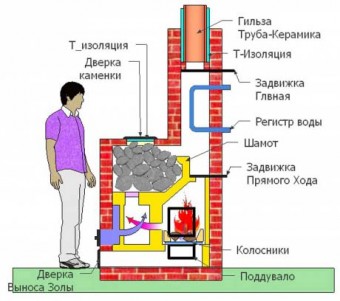 Гильза
Труба-Керамика
Т_изоляция
Т-Изоляция
Дверка
каменки
Задвижка
Глвная
Регистр воды
Шамот
Задвижка
Прямого Хода
Колосники
Дверка
Выноса Золы
Поддувало